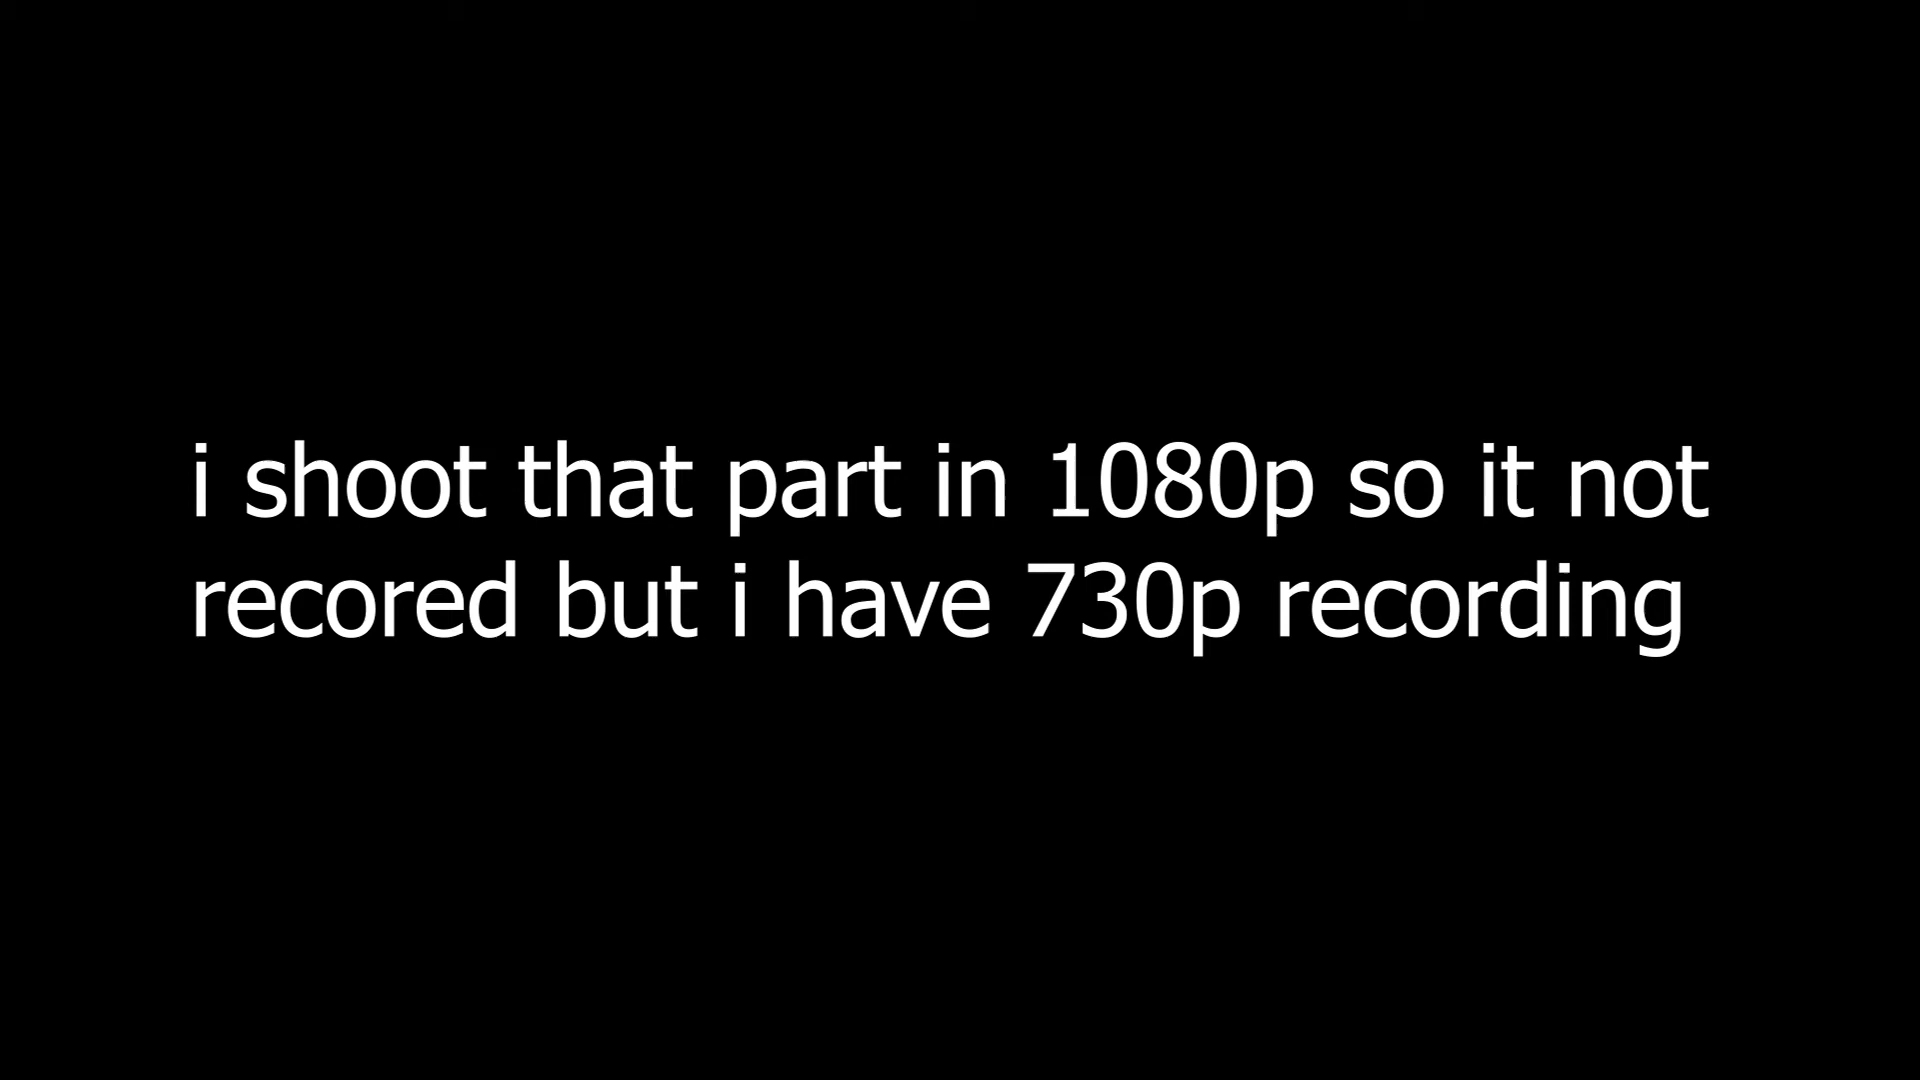 i shoot that part in 1080p so it not
recored but i have 730p recording